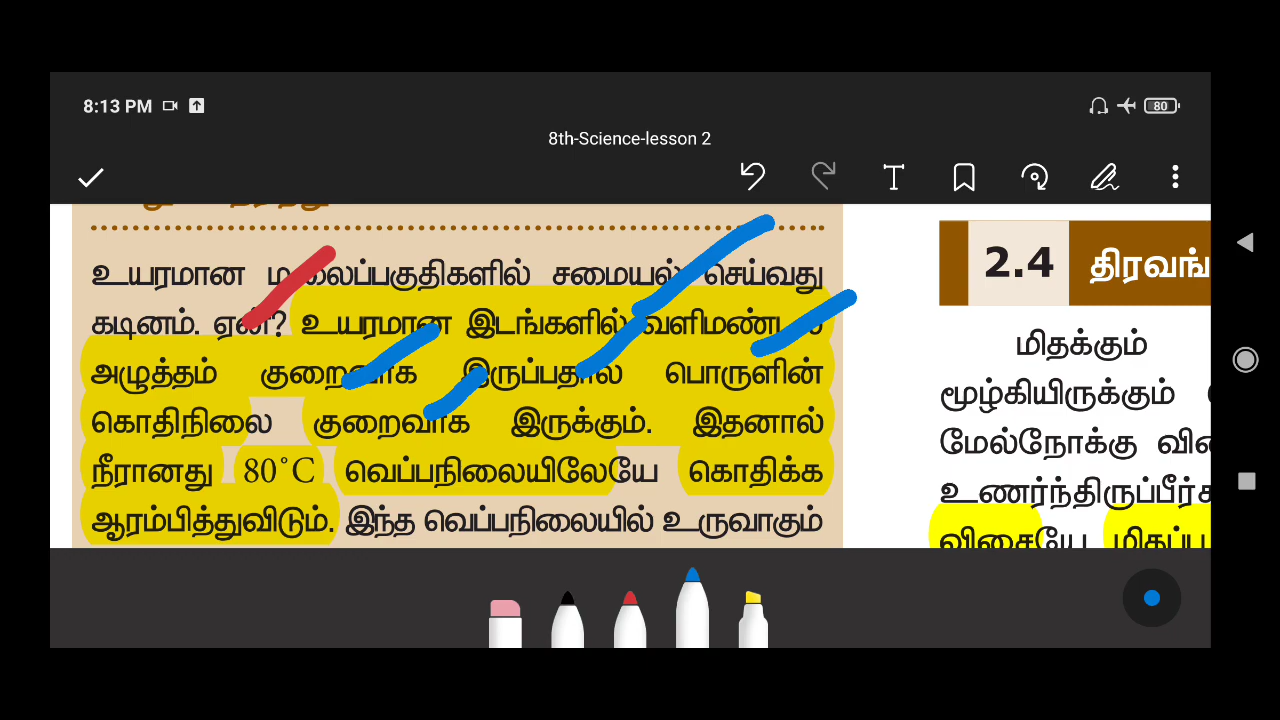 8:13 PM
80
8th-Science-lesson 2
உயரமான மலைப்பகுதிகளில் சமையல் செய்வது
கடினம். ஏன்? உயரமான இடங்களில் வளிமண்டல
அழுத்தம் குறைவாக இருப்பதால் பொருளின்
கொதிநிலை குறைவாக இருக்கும். இதனால்
நீரானது 80°C வெப்பநிலையிலேயே கொதிக்க
ஆரம்பித்துவிடும். இந்த வெப்பநிலையில் உருவாகும்
2.4 திரவங்
மிதக்கும்
மூழ்கியிருக்கும்
மேல்நோக்கு
உணர்ந்திருப்பீர்க
விசையே மிதப்பு